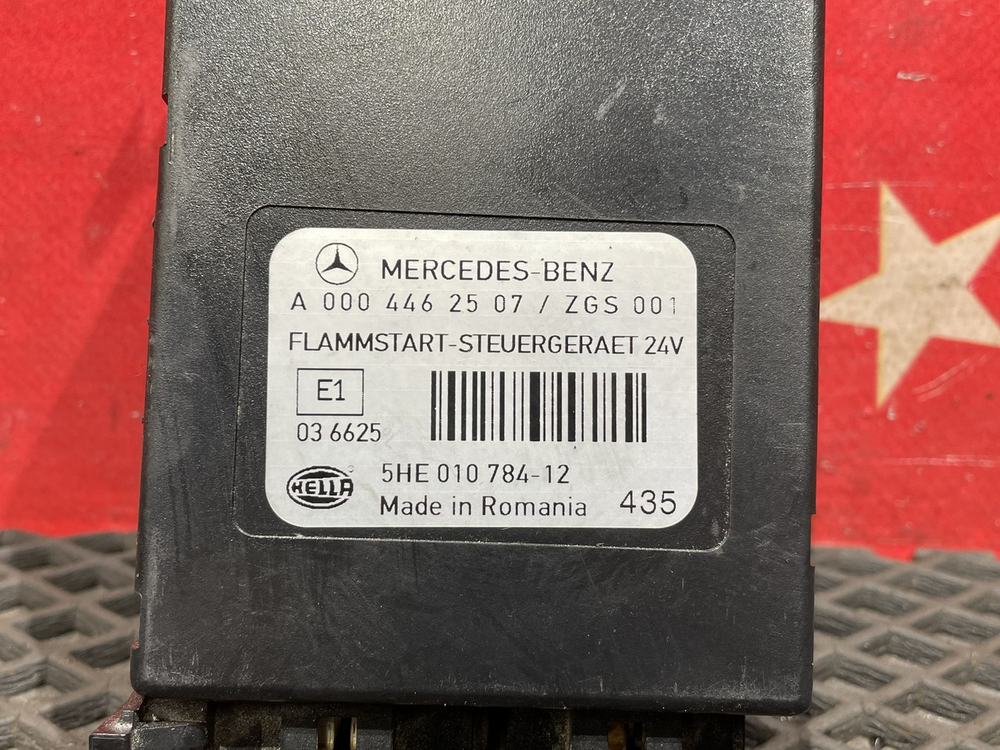 MERCEDES-BENZ
A 000 446 25 07 / ZGS 001
FLAMMSTART-STEUERGERAET 24V
E1
03 6625
HELLA
5HE 010 784-12
Made in Romania 435